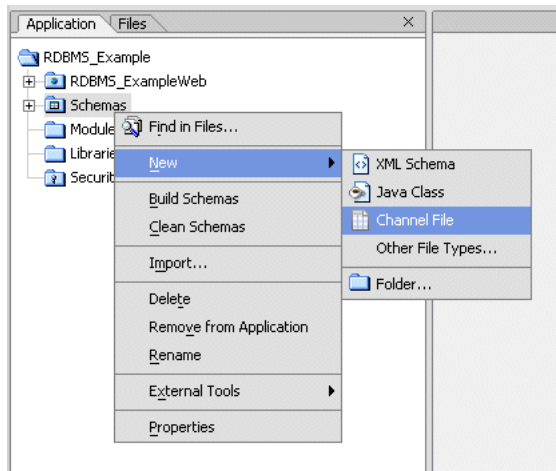 Application Files
RDBMS_Example
RDBMS_ExampleWeb
Schemas
Module
Librarie
Securit
Find in Files...
New
Build Schemas
Clean Schemas
Import...
Delete
Remove from Application
Rename
External Tools
Properties
XML Schema
Java Class
Channel File
Other File Types...
Folder...